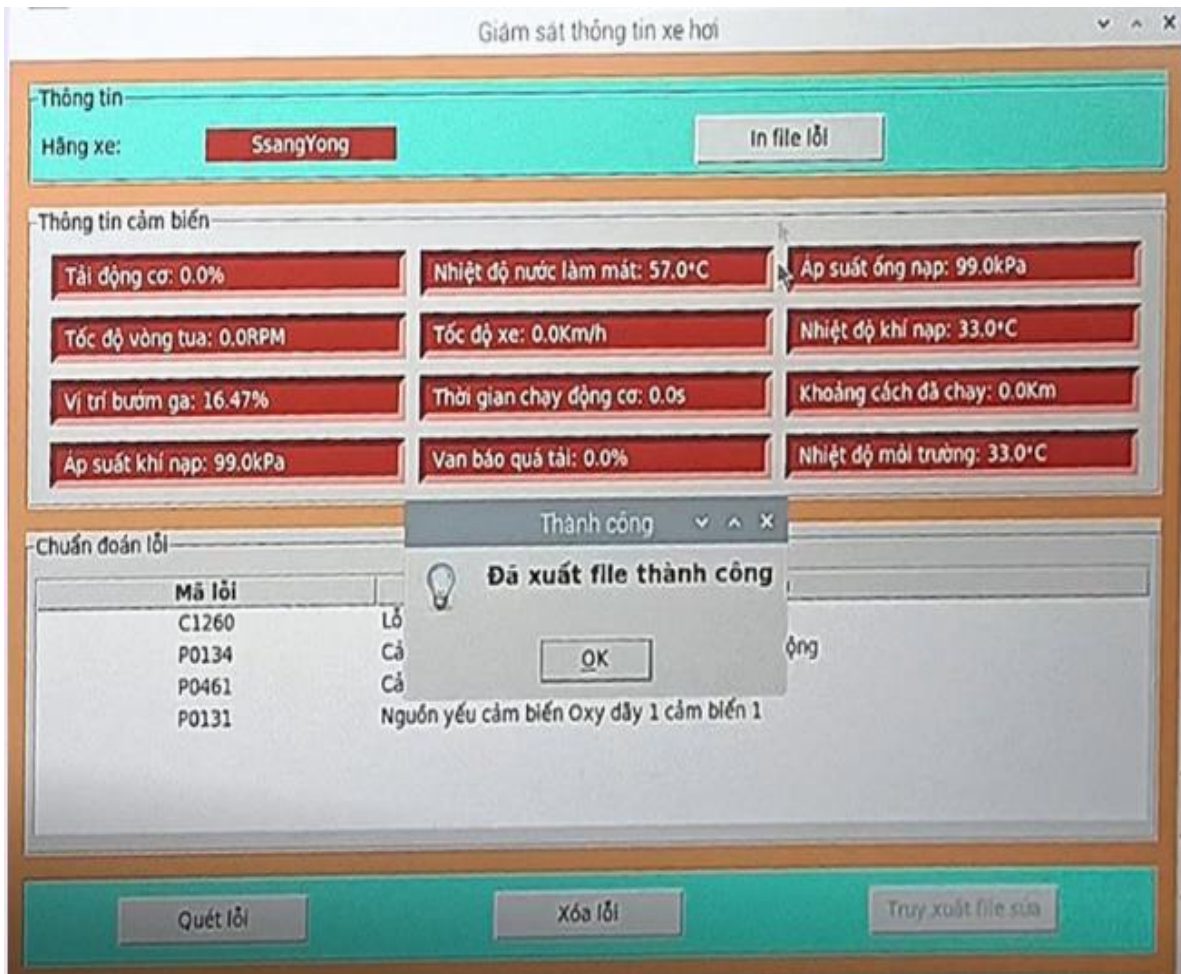 Giám sát thông tin xe hơi
Thông tin
Hãng xe: SsangYong In file lỗi
Thông tin cảm biến
Tải động cơ: 0.0% Nhiệt độ nước làm mát: 57.0°C Áp suất ống nạp: 99.0kPa
Tốc độ vòng tua: 0.0RPM Tốc độ xe: 0.0Km/h Nhiệt độ khí nạp: 33.0°C
Vị trí bướm ga: 16.47% Thời gian chạy động cơ: 0.0s Khoảng cách đã chạy: 0.0Km
Áp suất khí nạp: 99.0kPa Van báo quá tải: 0.0% Nhiệt độ môi trường: 33.0°C
Thành công
Đã xuất file thành công
OK
Chuẩn đoán lỗi
Mã lỗi
C1260 Lỗ
P0134 Cả ộng
P0461 Cả
P0131 Nguồn yếu cảm biến Oxy dãy 1 cảm biến 1
Quét lỗi Xóa lỗi Truy xuất file sửa